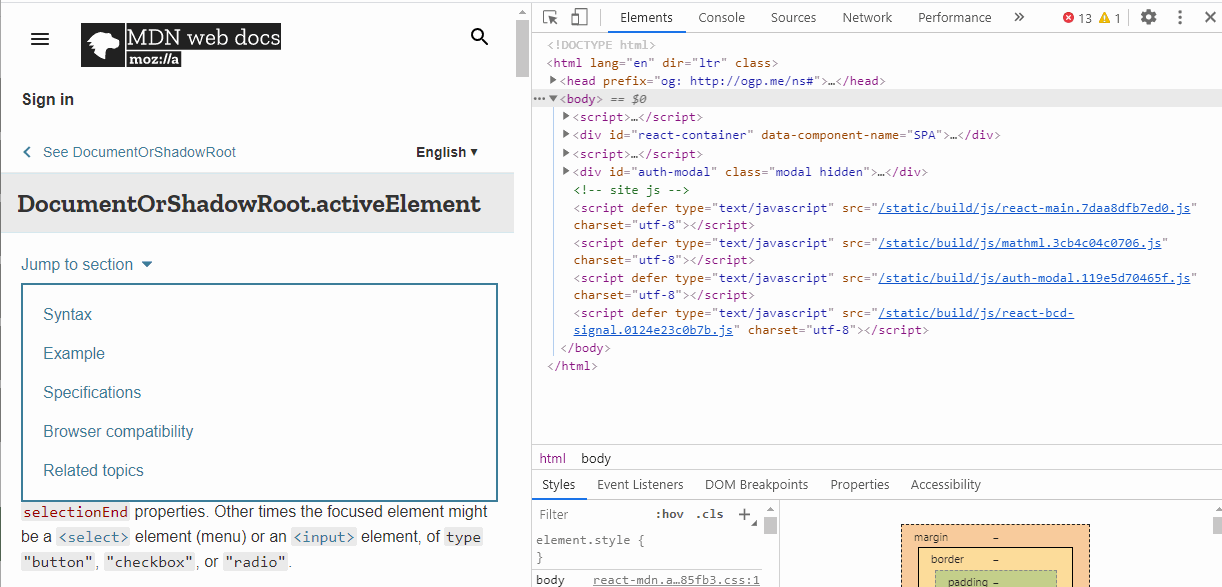 MDN web docs
moz://a
Sign in
See DocumentOrShadowRoot
English ▾
DocumentOrShadowRoot.activeElement
Jump to section
Syntax
Example
Specifications
Browser compatibility
Related topics
selectionEnd properties. Other times the focused element might
be a <select> element (menu) or an <input> element, of type
"button", "checkbox", or "radio".
Elements Console Sources Network Performance » 13 1
<!DOCTYPE html>
<html lang="en" dir="ltr" class>
<head prefix="og: http://ogp.me/ns#">…</head>
<body> == $0
<script>…</script>
<div id="react-container" data-component-name="SPA">…</div>
<script>…</script>
<div id="auth-modal" class="modal hidden">…</div>
<!-- site js -->
<script defer type="text/javascript" src="/static/build/js/react-main.7daa8dfb7ed0.js"
charset="utf-8"></script>
<script defer type="text/javascript" src="/static/build/js/mathml.3cb4c04c0706.js"
charset="utf-8"></script>
<script defer type="text/javascript" src="/static/build/js/auth-modal.119e5d70465f.js"
charset="utf-8"></script>
<script defer type="text/javascript" src="/static/build/js/react-bcd-
signal.0124e23c0b7b.js" charset="utf-8"></script>
</body>
</html>
html body
Styles Event Listeners DOM Breakpoints Properties Accessibility
Filter :hov .cls +
element.style {
}
body react-mdn.a…85fb3.css:1
margin –
border –
padding –